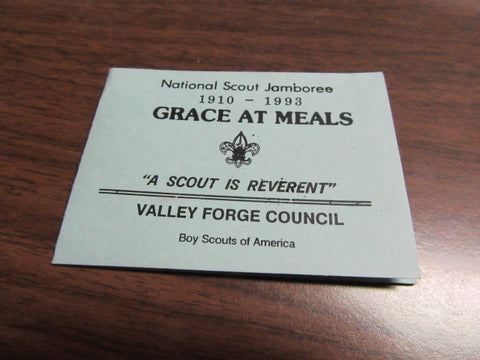 National Scout Jamboree
1910 - 1993
GRACE AT MEALS
"A SCOUT IS REVERENT"
VALLEY FORGE COUNCIL
Boy Scouts of America